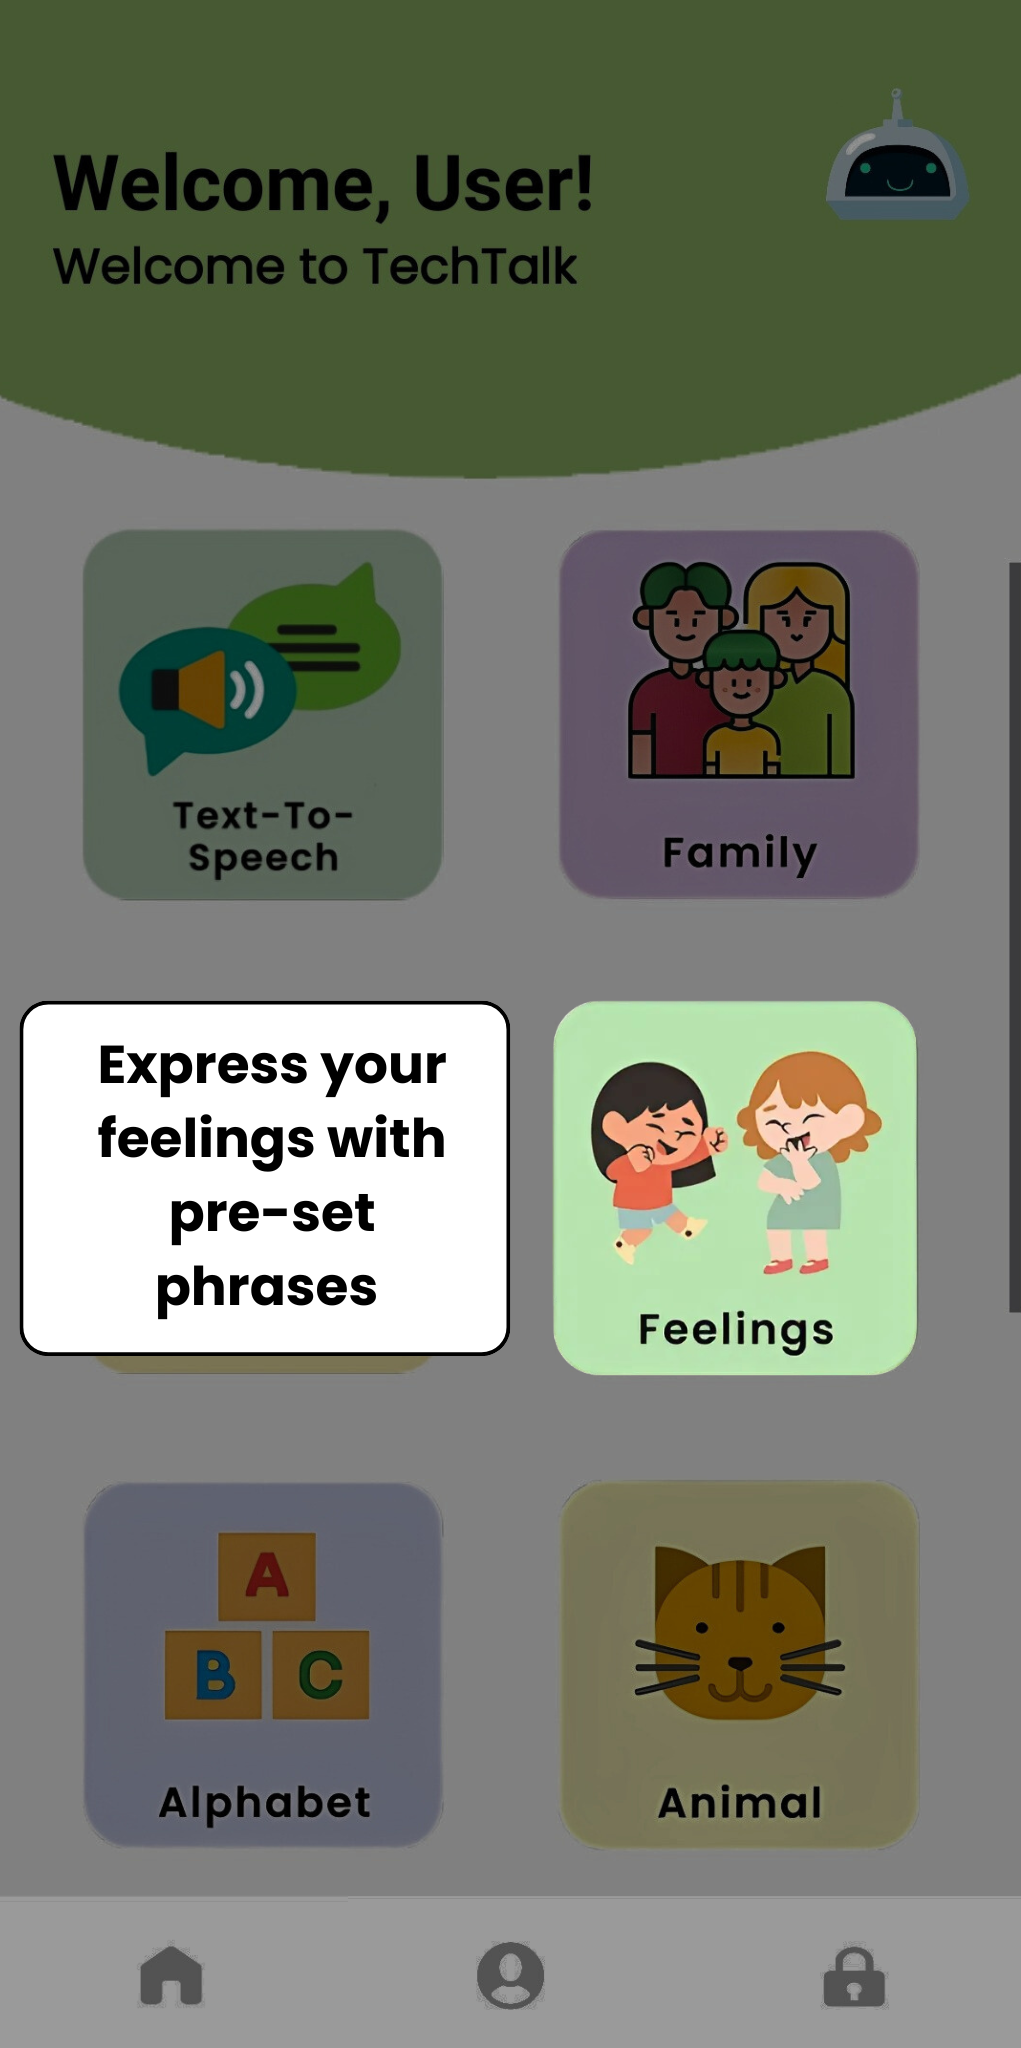 Welcome, User!
Welcome to TechTalk
Text-To-
Speech
Family
Express your
feelings with
pre-set
phrases
Feelings
A
B C
Alphabet
Animal